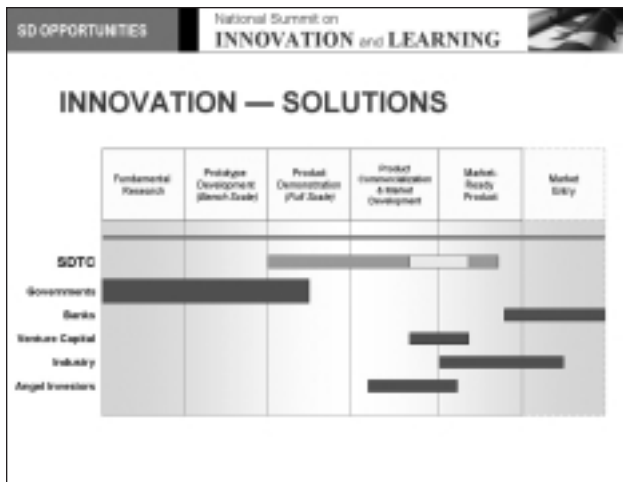 SD OPPORTUNITIES
National Summit on
INNOVATION and LEARNING
INNOVATION — SOLUTIONS
Fundamental
Research
Prototype
Development
(Bench Scale)
Product
Demonstration
(Full Scale)
Product
Commercialization
& Market
Development
Market-
Ready
Product
Market
Entry
SDTC
Governments
Banks
Venture Capital
Industry
Angel Investors